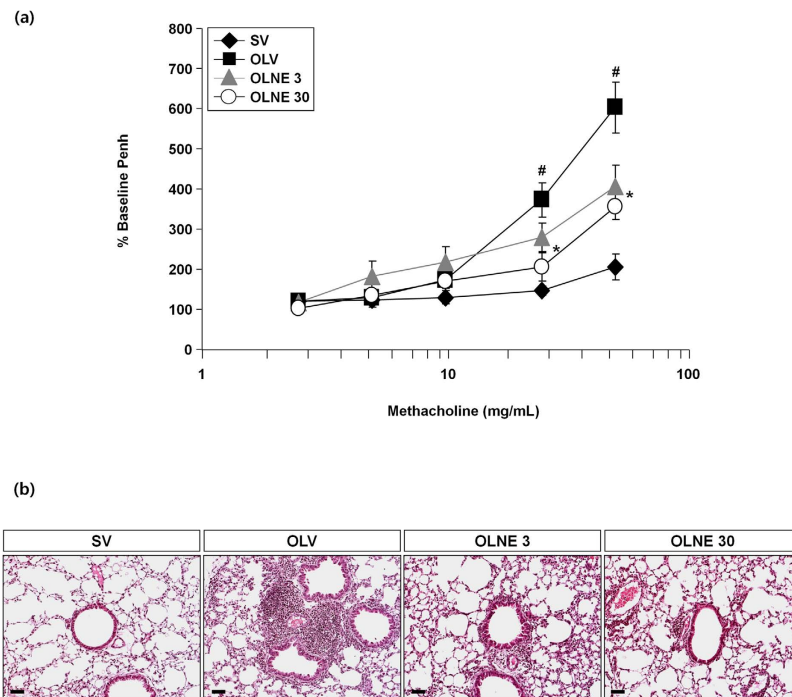 (a)
800
700
600
500
400
300
200
100
0
% Baseline Penh
SV
OLV
OLNE 3
OLNE 30
#
#
*
*
1 10 100
Methacholine (mg/mL)
(b)
SV OLV OLNE 3 OLNE 30